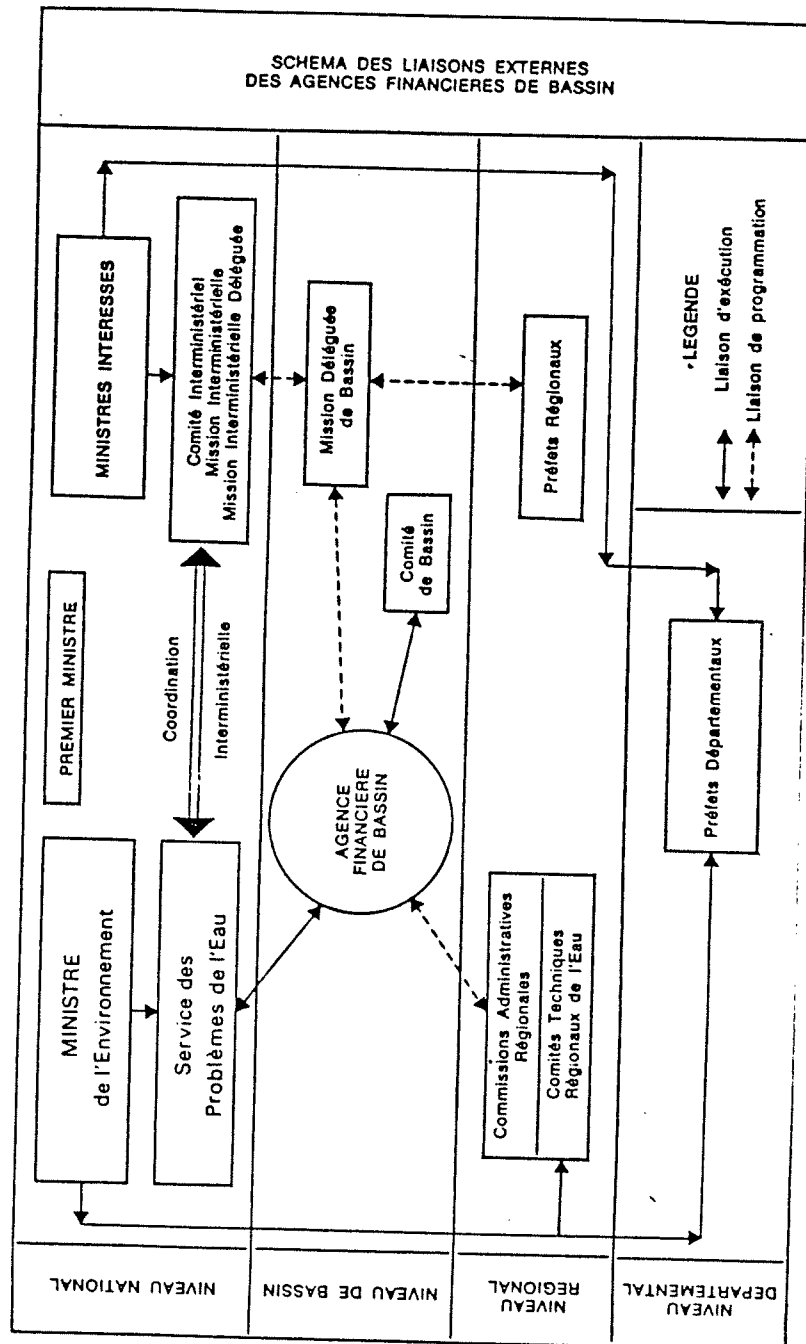 SCHEMA DES LIAISONS EXTERNES
DES AGENCES FINANCIERES DE BASSIN
NIVEAU NATIONAL
MINISTRE
de l'Environnement
PREMIER MINISTRE
MINISTRES INTERESSES
Service des
Problèmes de l'Eau
Coordination
Interministérielle
Comité Interministériel
Mission Interministérielle
Mission Interministérielle Déléguée
NIVEAU DE BASSIN
AGENCE
FINANCIERE
DE BASSIN
Mission Déléguée
de Bassin
Comité
de Bassin
NIVEAU
REGIONAL
Commissions Administratives
Régionales
Comités Techniques
Régionaux de l'Eau
Préfets Régionaux
NIVEAU
DEPARTEMENTAL
Préfets Départementaux
LEGENDE
Liaison d'exécution
Liaison de programmation